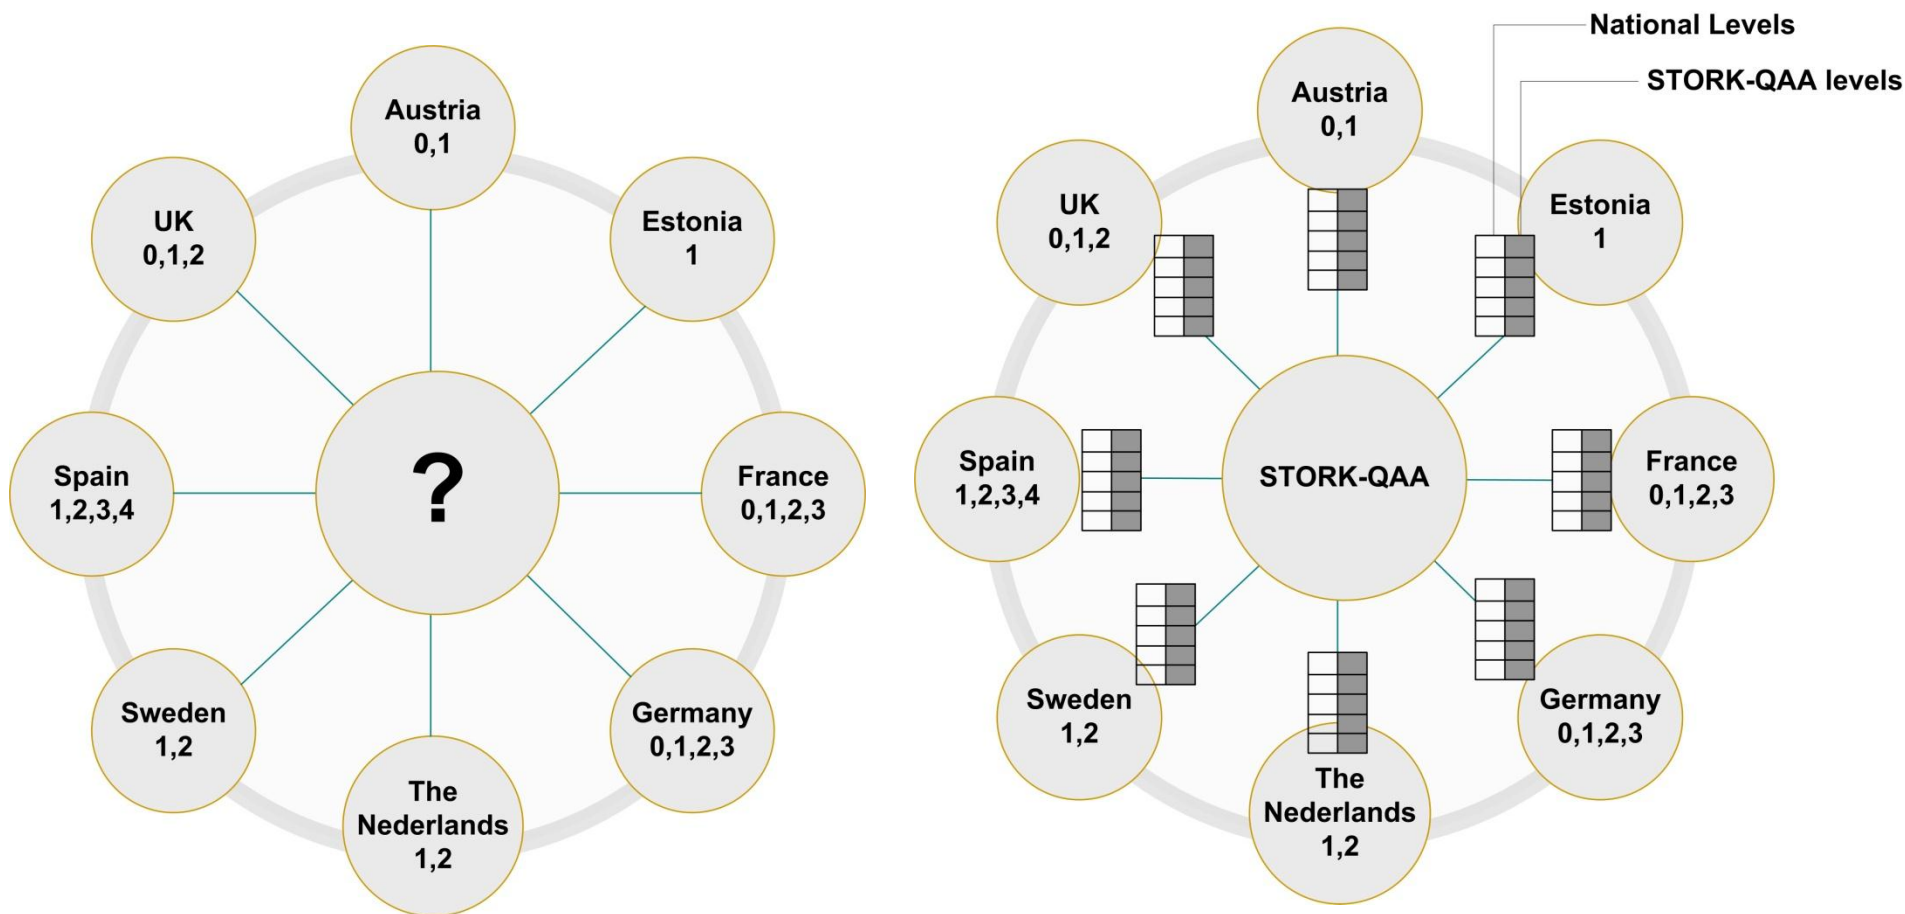 Austria
0,1
UK
0,1,2
Estonia
1
Spain
1,2,3,4
?
France
0,1,2,3
Sweden
1,2
Germany
0,1,2,3
The
Nederlands
1,2
National Levels
STORK-QAA levels
Austria
0,1
UK
0,1,2
Estonia
1
Spain
1,2,3,4
STORK-QAA
France
0,1,2,3
Sweden
1,2
Germany
0,1,2,3
The
Nederlands
1,2